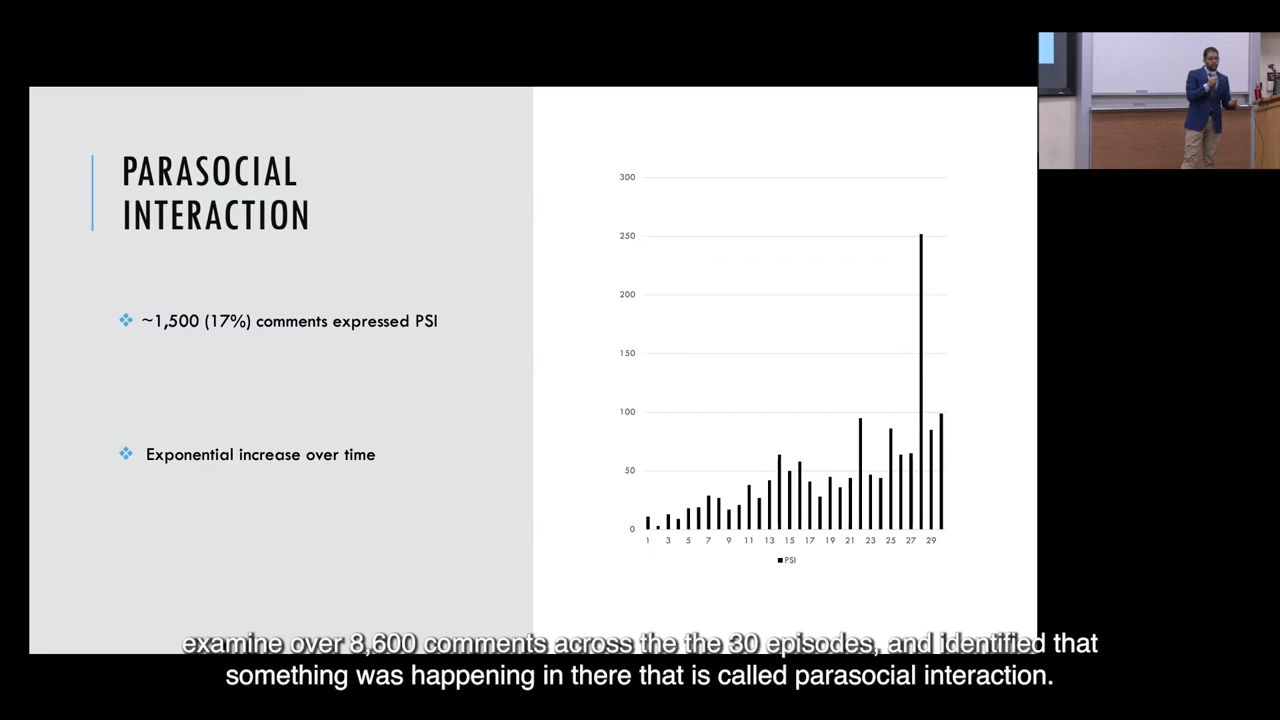 PARASOCIAL
INTERACTION
❖ ~1,500 (17%) comments expressed PSI
❖ Exponential increase over time
300
250
200
150
100
50
0
1 3 5 7 9 11 13 15 17 19 21 23 25 27 29
PSI
examine over 8,600 comments across the the 30 episodes, and identified that
something was happening in there that is called parasocial interaction.